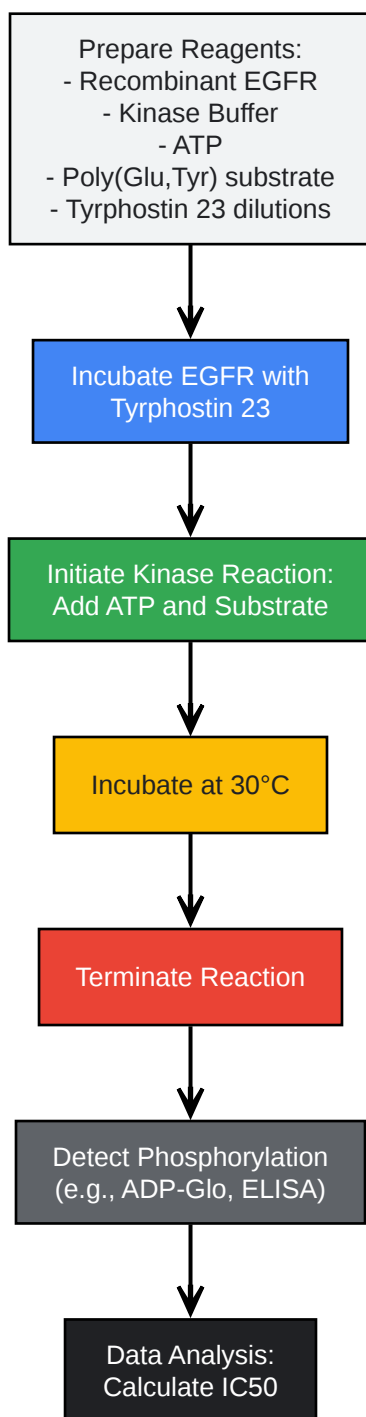 Prepare Reagents:
- Recombinant EGFR
- Kinase Buffer
- ATP
- Poly(Glu,Tyr) substrate
- Tyrphostin 23 dilutions
Incubate EGFR with
Tyrphostin 23
Initiate Kinase Reaction:
Add ATP and Substrate
Incubate at 30°C
Terminate Reaction
Detect Phosphorylation
(e.g., ADP-Glo, ELISA)
Data Analysis:
Calculate IC50